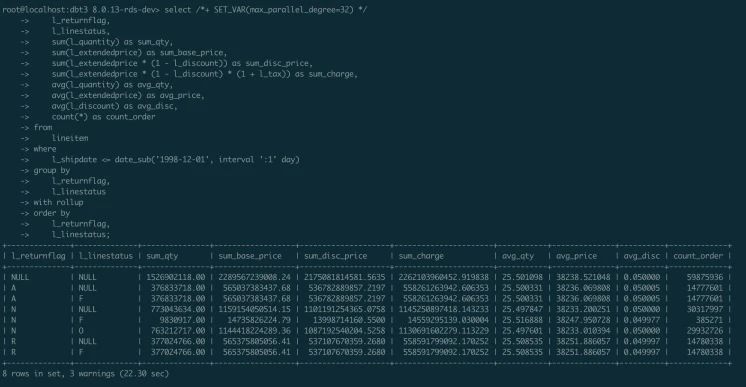 root@localhost:dbt3 8.0.13-rds-dev> select /*+ SET_VAR(max_parallel_degree=32) */
    -> l_returnflag,
    -> l_linestatus,
    -> sum(l_quantity) as sum_qty,
    -> sum(l_extendedprice) as sum_base_price,
    -> sum(l_extendedprice * (1 - l_discount)) as sum_disc_price,
    -> sum(l_extendedprice * (1 - l_discount) * (1 + l_tax)) as sum_charge,
    -> avg(l_quantity) as avg_qty,
    -> avg(l_extendedprice) as avg_price,
    -> avg(l_discount) as avg_disc,
    -> count(*) as count_order
    -> from
    -> lineitem
    -> where
    -> l_shipdate <= date_sub('1998-12-01', interval ':1' day)
    -> group by
    -> l_returnflag,
    -> l_linestatus
    -> with rollup
    -> order by
    -> l_returnflag,
    -> l_linestatus;
| l_returnflag | l_linestatus | sum_qty | sum_base_price | sum_disc_price | sum_charge | avg_qty | avg_price | avg_disc | count_order |
| NULL | NULL | 1526902118.00 | 2289567239008.24 | 2175081814581.5635 | 2262103960452.919838 | 25.501098 | 38238.521048 | 0.050000 | 59875936 |
| A | NULL | 376833718.00 | 565037383437.68 | 536782889857.2197 | 558261263942.606353 | 25.500331 | 38236.069808 | 0.050005 | 14777601 |
| A | F | 376833718.00 | 565037383437.68 | 536782889857.2197 | 558261263942.606353 | 25.500331 | 38236.069808 | 0.050005 | 14777601 |
| N | NULL | 773043634.00 | 1159154050514.15 | 1101191254365.0758 | 1145250897418.143233 | 25.497847 | 38233.200251 | 0.050000 | 30317997 |
| N | F | 9830917.00 | 14735826224.79 | 13998714160.5500 | 14559295139.030004 | 25.516888 | 38247.950728 | 0.049977 | 385271 |
| N | O | 763212717.00 | 1144418224289.36 | 1087192540204.5258 | 1130691602279.113229 | 25.497601 | 38233.010394 | 0.050000 | 29932726 |
| R | NULL | 377024766.00 | 565375805056.41 | 537107670359.2680 | 558591799092.170252 | 25.508535 | 38251.886057 | 0.049997 | 14780338 |
| R | F | 377024766.00 | 565375805056.41 | 537107670359.2680 | 558591799092.170252 | 25.508535 | 38251.886057 | 0.049997 | 14780338 |
8 rows in set, 3 warnings (22.30 sec)